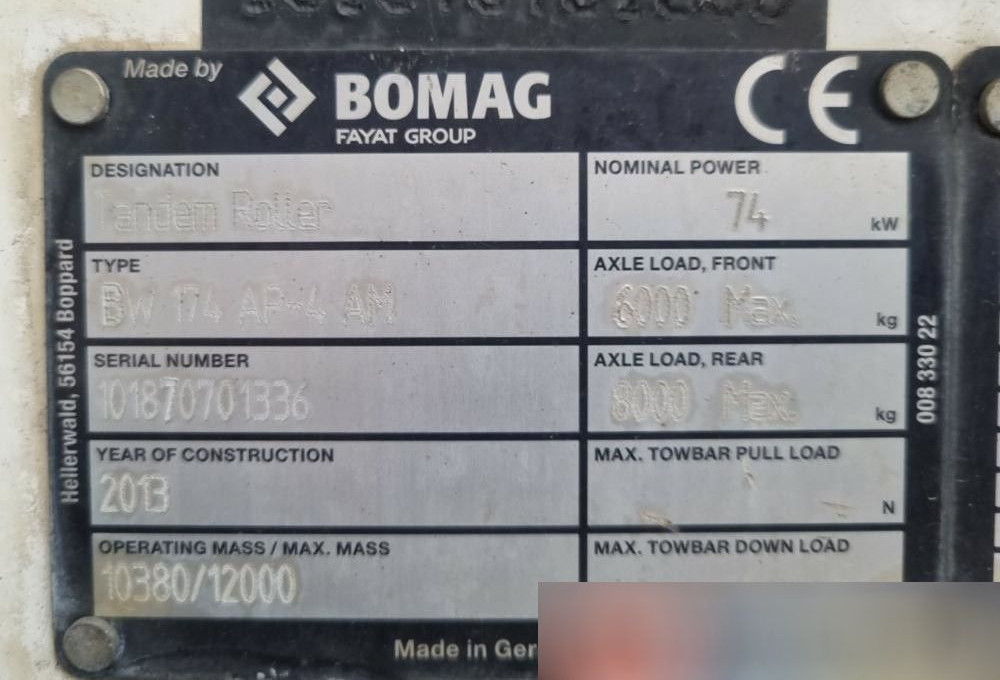 Made by
BOMAG
FAYAT GROUP
CE
DESIGNATION
Tandem Roller
NOMINAL POWER
74 kW
TYPE
BW 174 AP-4 AM
AXLE LOAD, FRONT
6000 Max. kg
SERIAL NUMBER
101870701336
AXLE LOAD, REAR
6000 Max. kg
YEAR OF CONSTRUCTION
2013
MAX. TOWBAR PULL LOAD
N
OPERATING MASS / MAX. MASS
10380/12000
MAX. TOWBAR DOWN LOAD
Made in
Hellerwald, 56154 Boppard
008 330 22